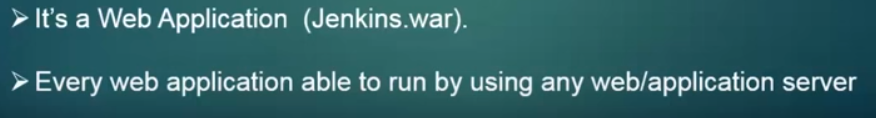 ➢ It's a Web Application (Jenkins.war).
➢ Every web application able to run by using any web/application server